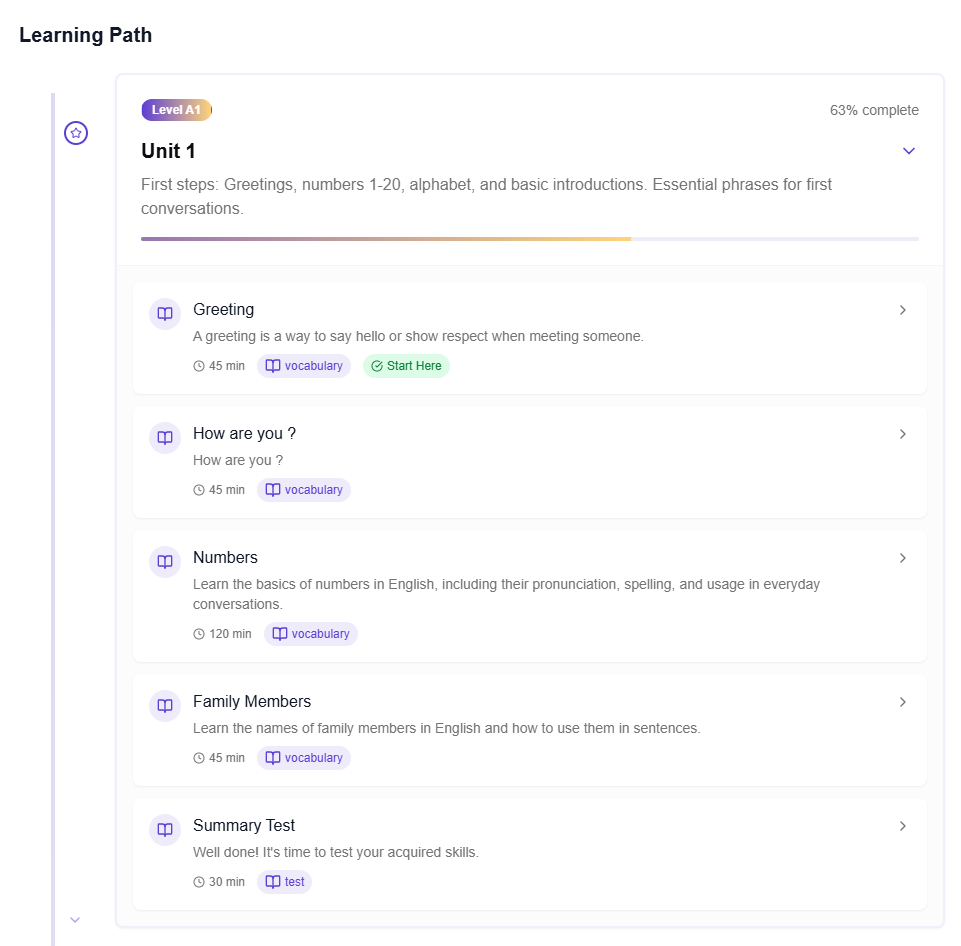 Learning Path
Level A1
63% complete
Unit 1
First steps: Greetings, numbers 1-20, alphabet, and basic introductions. Essential phrases for first
conversations.
Greeting
A greeting is a way to say hello or show respect when meeting someone.
45 min vocabulary Start Here
How are you ?
How are you ?
45 min vocabulary
Numbers
Learn the basics of numbers in English, including their pronunciation, spelling, and usage in everyday
conversations.
120 min vocabulary
Family Members
Learn the names of family members in English and how to use them in sentences.
45 min vocabulary
Summary Test
Well done! It's time to test your acquired skills.
30 min test